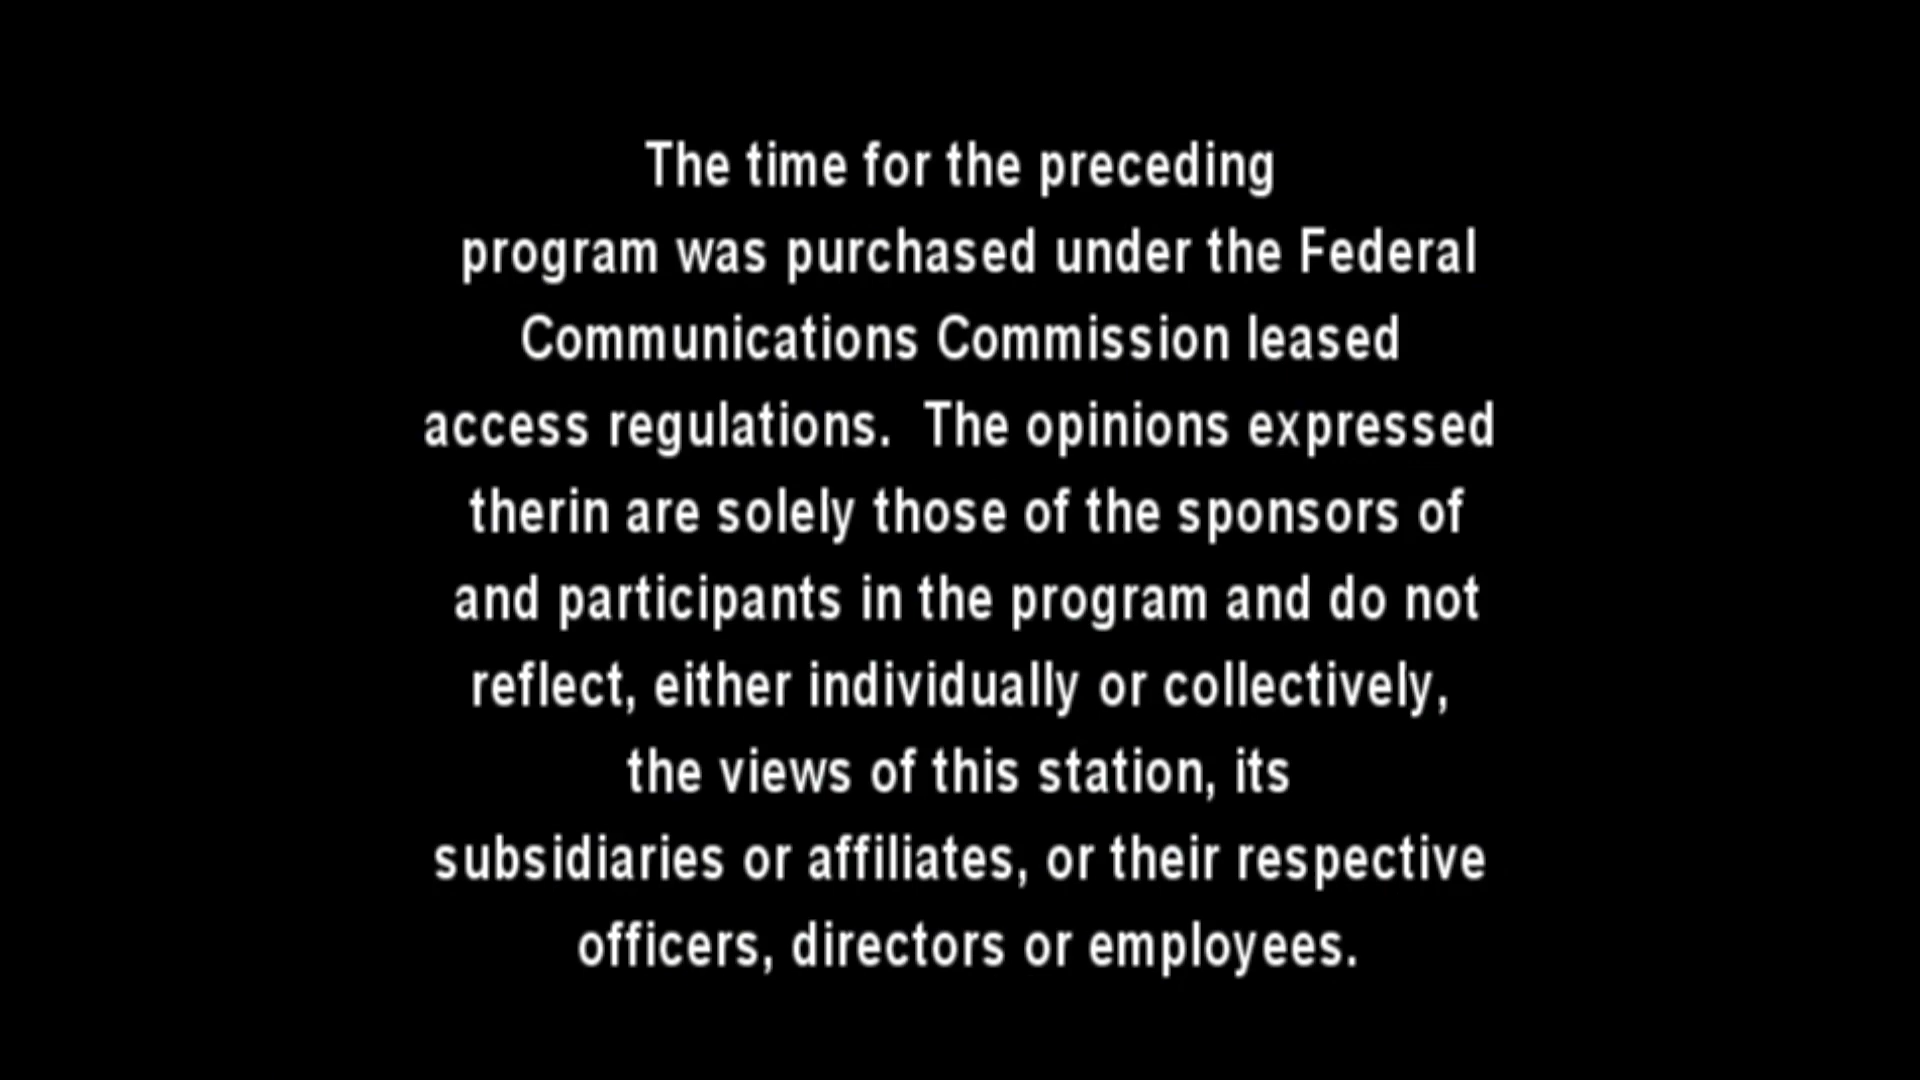 The time for the preceding
program was purchased under the Federal
Communications Commission leased
access regulations.  The opinions expressed
therin are solely those of the sponsors of
and participants in the program and do not
reflect, either individually or collectively,
the views of this station, its
subsidiaries or affiliates, or their respective
officers, directors or employees.